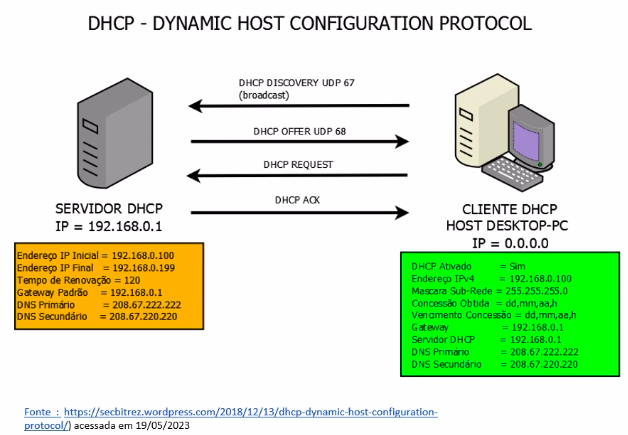 DHCP - DYNAMIC HOST CONFIGURATION PROTOCOL
DHCP DISCOVERY UDP 67
(broadcast)
DHCP OFFER UDP 68
DHCP REQUEST
DHCP ACK
SERVIDOR DHCP
IP = 192.168.0.1
CLIENTE DHCP
HOST DESKTOP-PC
IP = 0.0.0.0
Endereço IP Inicial = 192.168.0.100
Endereço IP Final = 192.168.0.199
Tempo de Renovação = 120
Gateway Padrão = 192.168.0.1
DNS Primário = 208.67.222.222
DNS Secundário = 208.67.220.220
DHCP Ativado = Sim
Endereço IPv4 = 192.168.0.100
Mascara Sub-Rede = 255.255.255.0
Concessão Obtida = dd,mm,aa,h
Vencimento Concessão = dd,mm,aa,h
Gateway = 192.168.0.1
Servidor DHCP = 192.168.0.1
DNS Primário = 208.67.222.222
DNS Secundário = 208.67.220.220
Fonte : https://secbitrez.wordpress.com/2018/12/13/dhcp-dynamic-host-configuration-
protocol/) acessada em 19/05/2023